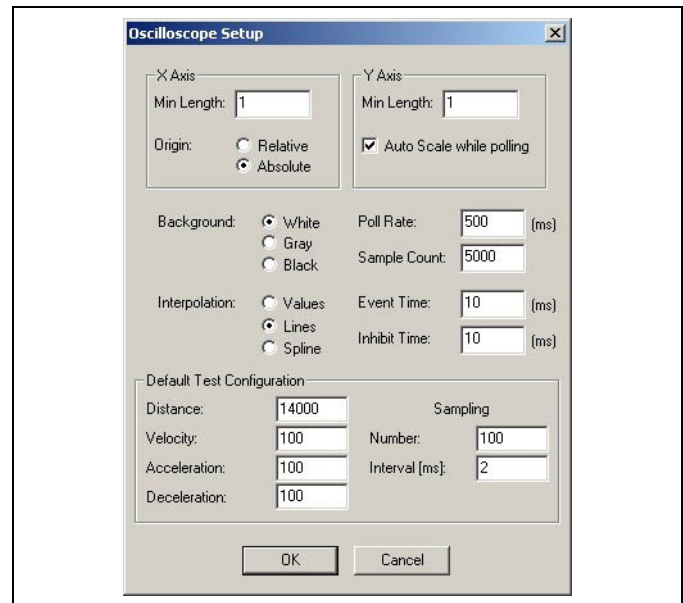 Oscilloscope Setup
X Axis
Min Length: 1
Origin: Relative
Absolute
Y Axis
Min Length: 1
Auto Scale while polling
Background: White
Gray
Black
Poll Rate: 500 (ms)
Sample Count: 5000
Interpolation: Values
Lines
Spline
Event Time: 10 (ms)
Inhibit Time: 10 (ms)
Default Test Configuration
Distance: 14000
Velocity: 100
Acceleration: 100
Deceleration: 100
Sampling
Number: 100
Interval [ms]: 2
OK Cancel